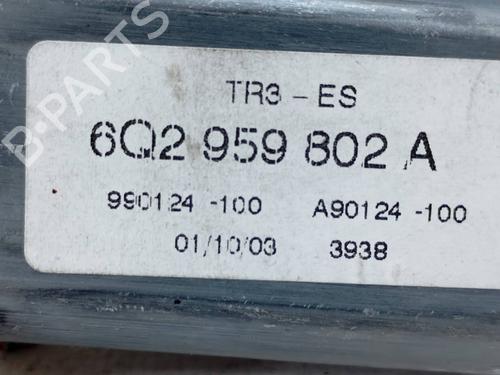 TR3 - ES
6Q2 959 802 A
990124 -100 A90124 -100
01/10/03 3938
B-PARTS